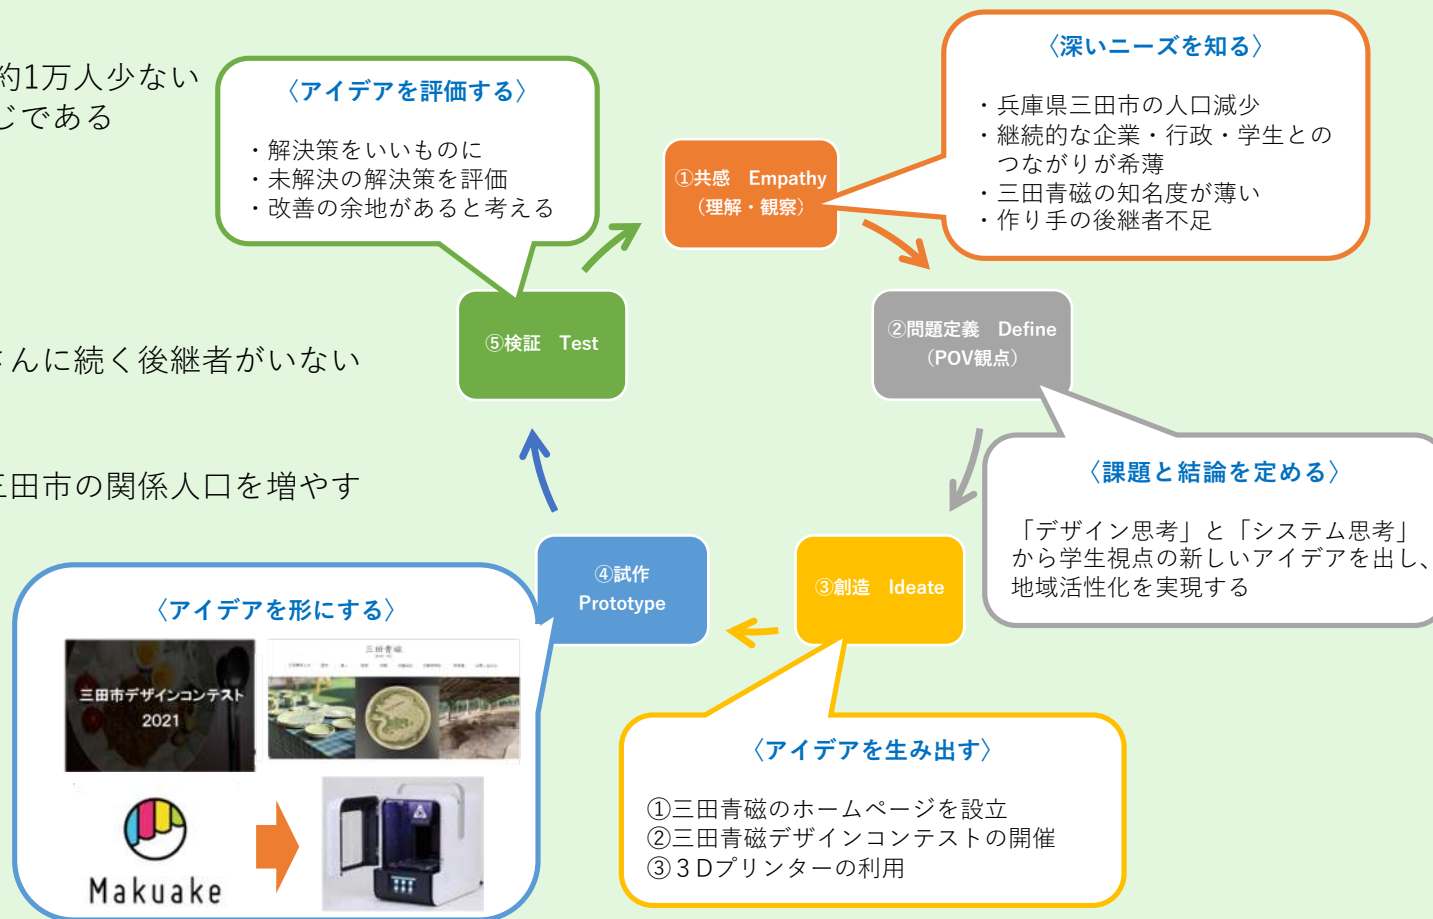 約1万人少ない
じである
さんに続く後継者がいない
三田市の関係人口を増やす
①共感　Empathy
（理解・観察）
〈深いニーズを知る〉
・兵庫県三田市の人口減少
・継続的な企業・行政・学生との
つながりが希薄
・三田青磁の知名度が薄い
・作り手の後継者不足
②問題定義　Define
（POV観点）
〈課題と結論を定める〉
「デザイン思考」と「システム思考」
から学生視点の新しいアイデアを出し、
地域活性化を実現する
③創造　Ideate
〈アイデアを生み出す〉
①三田青磁のホームページを設立
②三田青磁デザインコンテストの開催
③３Dプリンターの利用
④試作
Prototype
〈アイデアを形にする〉
三田市デザインコンテスト
2021
三田青磁
Makuake
⑤検証　Test
〈アイデアを評価する〉
・解決策をいいものに
・未解決の解決策を評価
・改善の余地があると考える